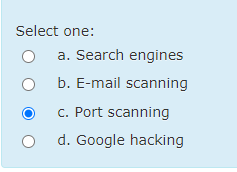 Select one:
a. Search engines
b. E-mail scanning
c. Port scanning
d. Google hacking